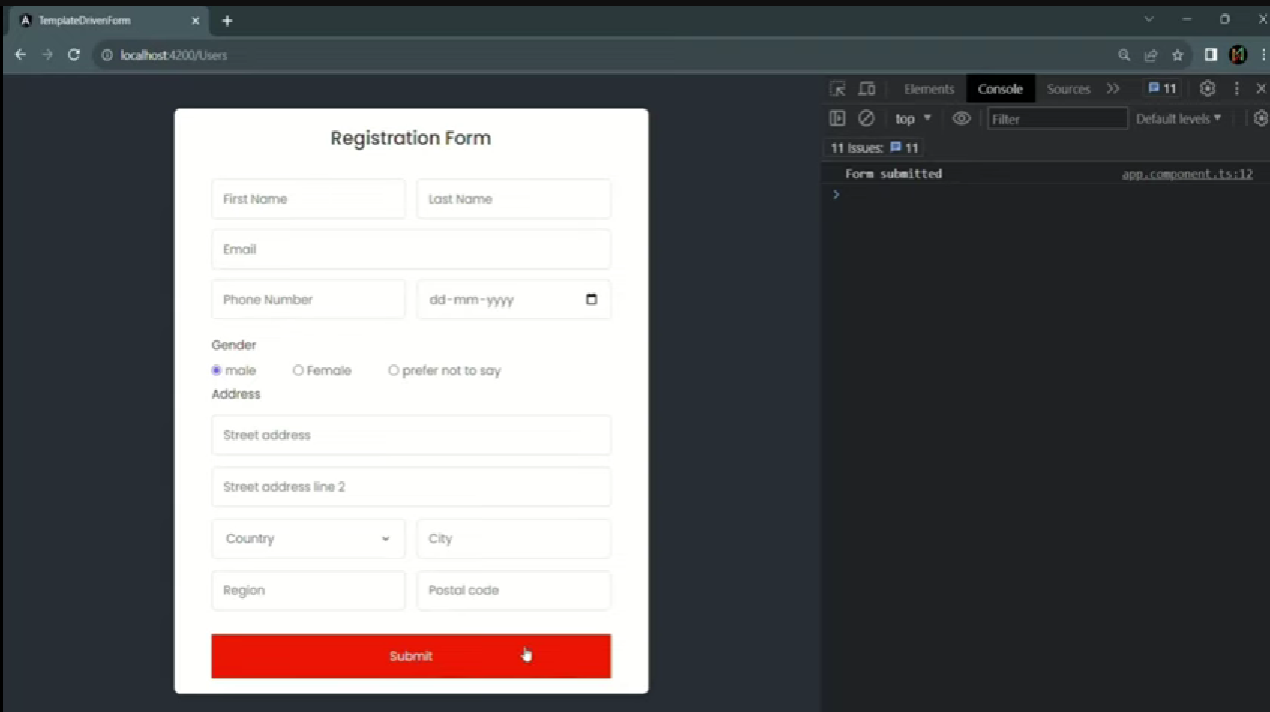 TemplateDrivenForm
localhost:4200/Users
Elements Console Sources 11
top Filter Default levels
11 Issues: 11
Form submitted app.component.ts:12
Registration Form
First Name Last Name
Email
Phone Number dd-mm-yyyy
Gender
male Female prefer not to say
Address
Street address
Street address line 2
Country City
Region Postal code
Submit